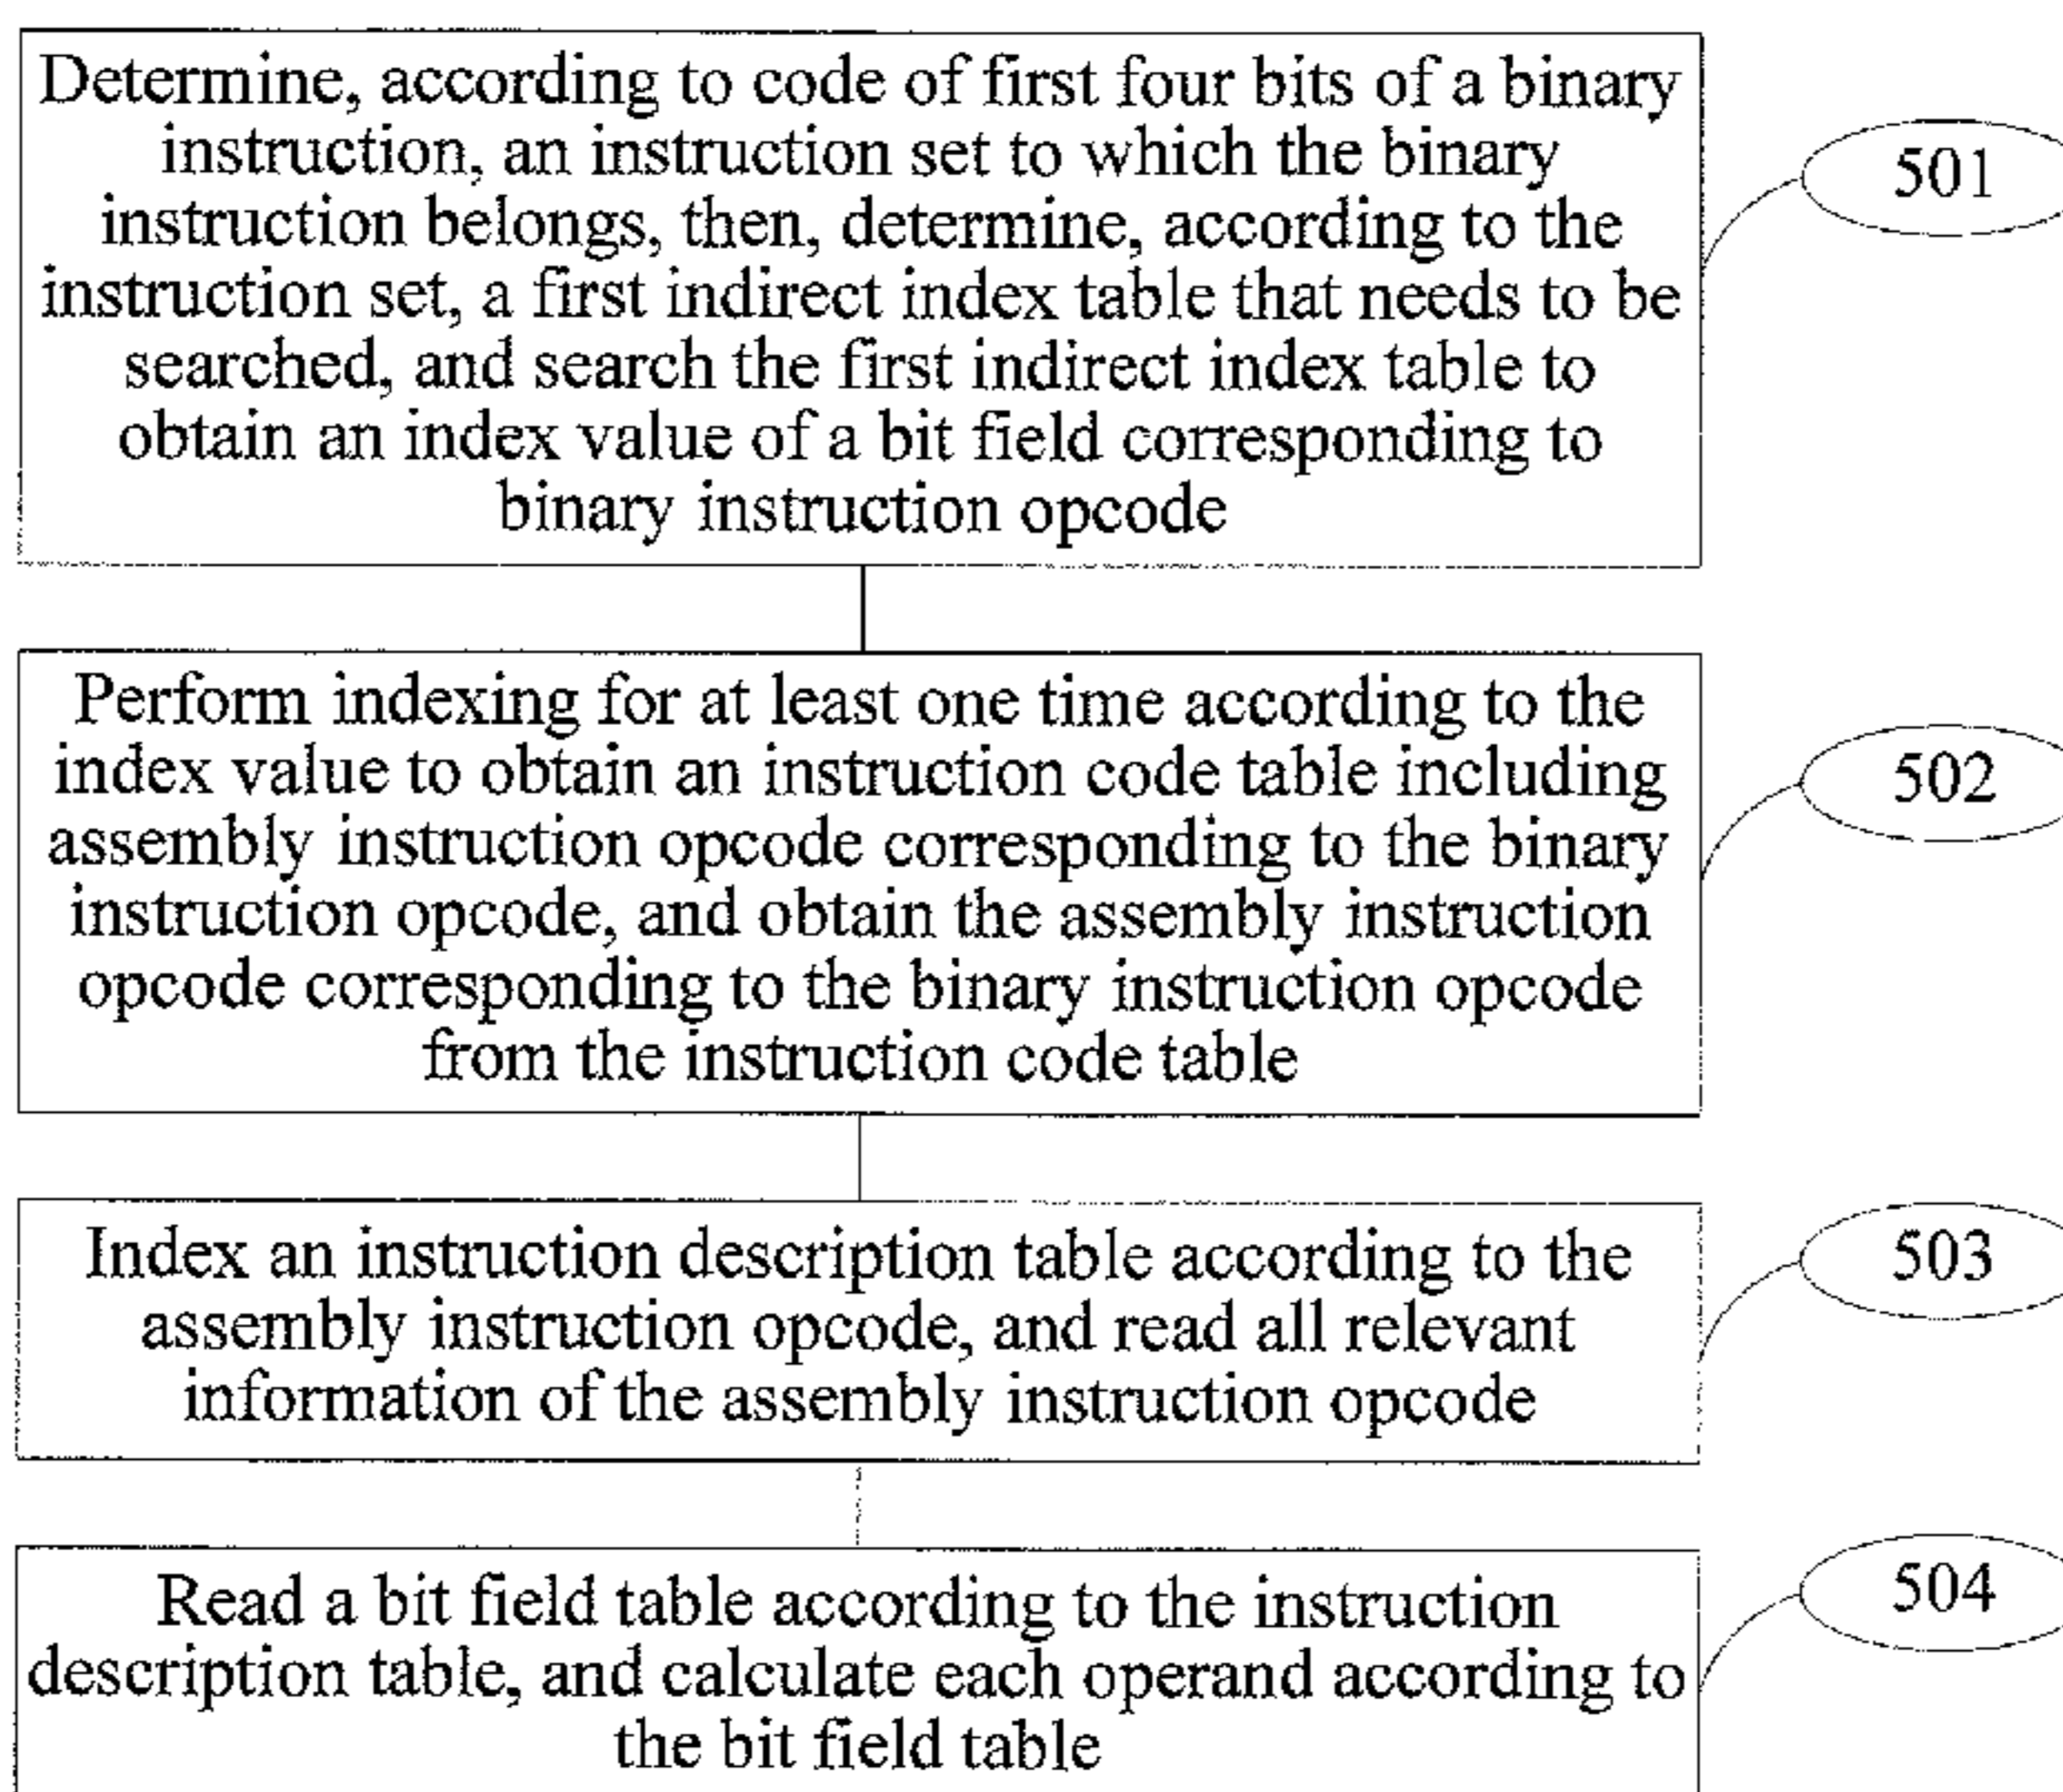 Determine, according to code of first four bits of a binary
instruction, an instruction set to which the binary
instruction belongs, then, determine, according to the
instruction set, a first indirect index table that needs to be
searched, and search the first indirect index table to
obtain an index value of a bit field corresponding to
binary instruction opcode
501
Perform indexing for at least one time according to the
index value to obtain an instruction code table including
assembly instruction opcode corresponding to the binary
instruction opcode, and obtain the assembly instruction
opcode corresponding to the binary instruction opcode
from the instruction code table
502
Index an instruction description table according to the
assembly instruction opcode, and read all relevant
information of the assembly instruction opcode
503
Read a bit field table according to the instruction
description table, and calculate each operand according to
the bit field table
504